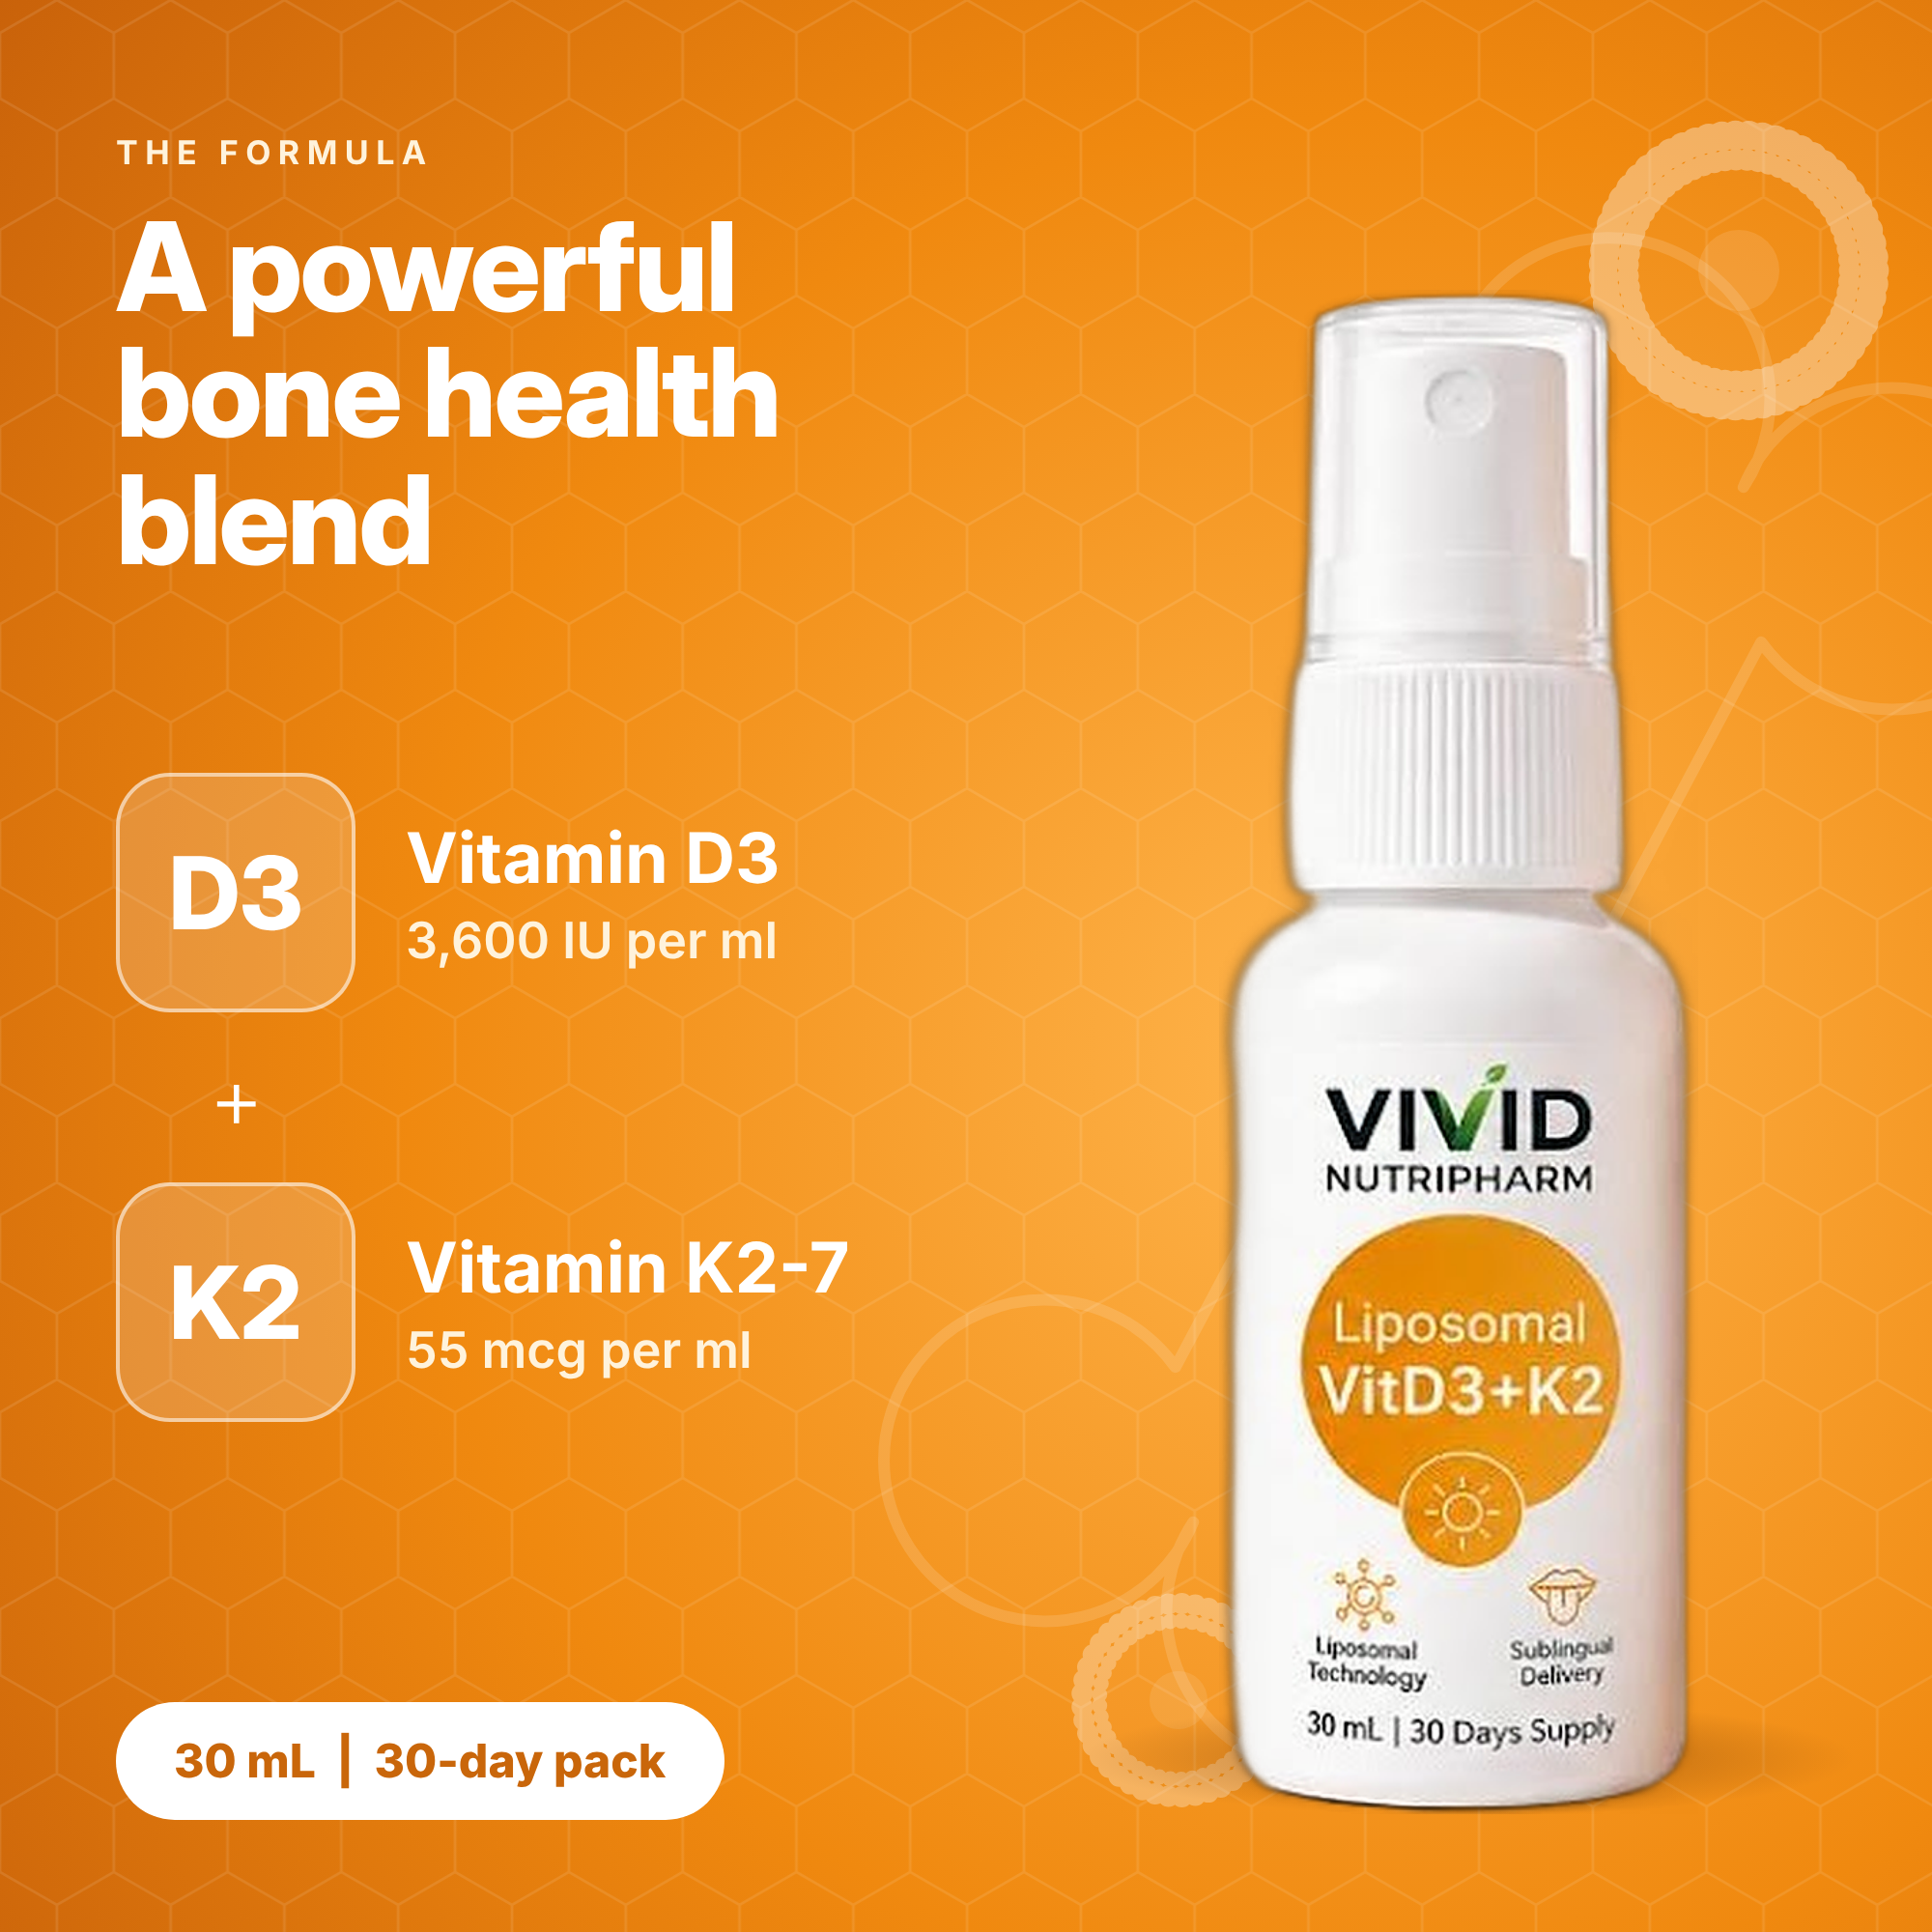 THE FORMULA
A powerful
bone health
blend
D3
Vitamin D3
3,600 IU per ml
+
K2
Vitamin K2-7
55 mcg per ml
30 mL | 30-day pack
VIVID
NUTRIPHARM
Liposomal
VitD3+K2
Liposomal
Technology
Sublingual
Delivery
30 mL | 30 Days Supply